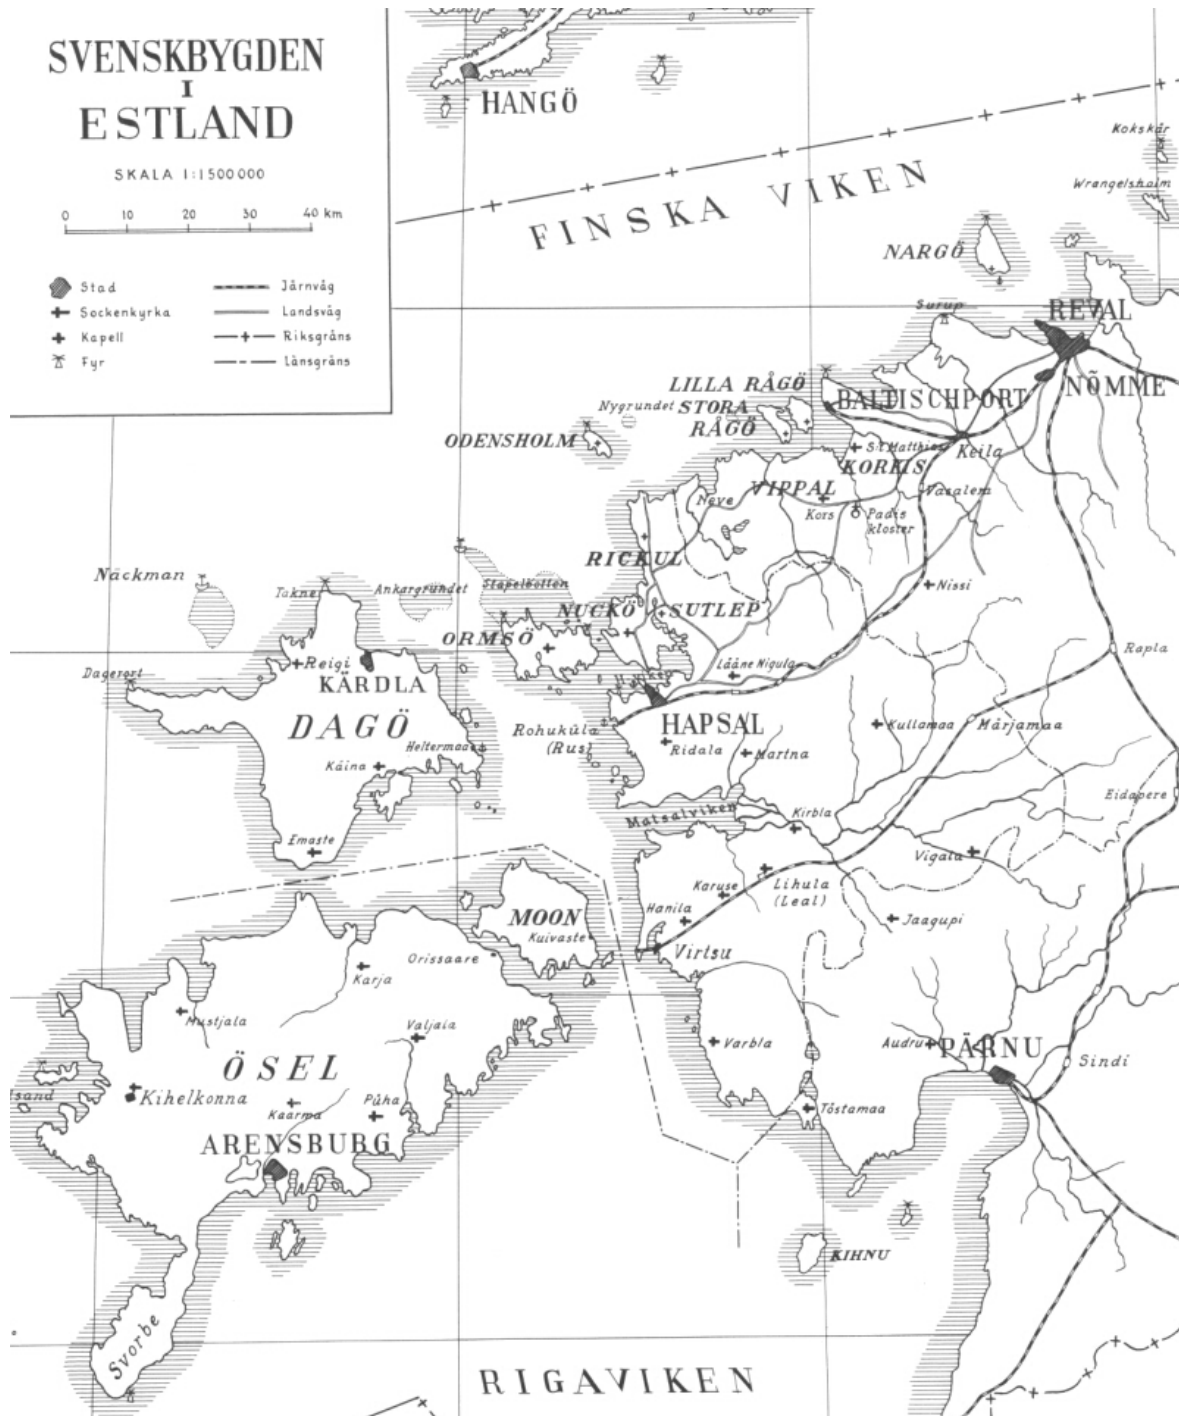 SVENSKBYGDEN
I
ESTLAND
SKALA 1:1500000
0 10 20 30 40 km
Stad
Sockenkyrka
Kapell
Fyr
Järnväg
Landsväg
Riksgräns
Länsgräns
HANGÖ
FINSKA VIKEN
Kokskär
Wrangelsholm
NARGÖ
Surup
REVAL
NÕMME
LILLA RÅGÖ
BALTISCHPORT
Nygrundet
STORA
RÅGÖ
ODENSHOLM
S:t Matthias
Keila
KORKIS
VIPPAL
Vasalem
Neve
Kors
Padis
kloster
RICKUL
Näckman
Takne
Ankargrundet
Stapelbotten
Nissi
NUCKÖ
SUTLEP
ORMSÖ
Rapla
Reigi
Lääne Nigula
Dagerort
KÄRDLA
DAGÖ
HAPSAL
Rohuküla
(Rus)
Kullamaa
Märjamaa
Heltermaa
Ridala
Martna
Käina
Eidapere
Matsalviken
Kirbla
Emaste
Vigala
Karuse
Lihula
(Leal)
Hanila
Jaagupi
MOON
Kuivaste
Orissaare
Virtsu
Karja
Mustjala
Valjala
Varbla
Audru
PÄRNU
Sindi
ÖSEL
Kihelkonna
Kaarma
Püha
Tõstamaa
ARENSBURG
KIHNU
Svorbe
RIGAVIKEN